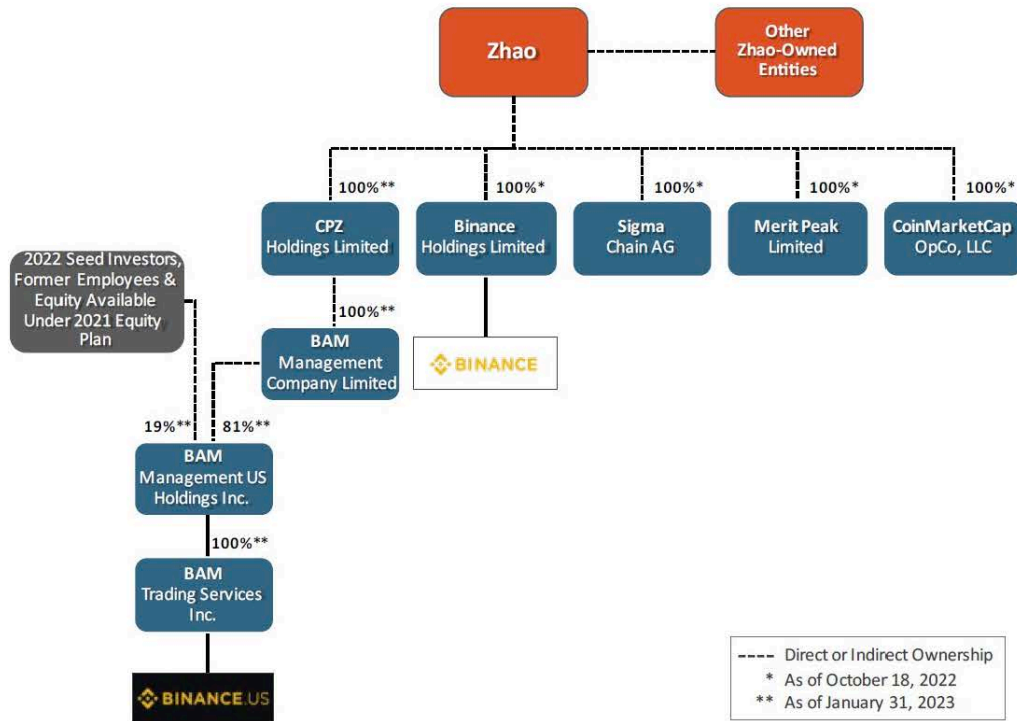 Zhao
Other
Zhao-Owned
Entities
100%**
100%*
100%*
100%*
100%*
CPZ
Holdings Limited
Binance
Holdings Limited
Sigma
Chain AG
Merit Peak
Limited
CoinMarketCap
OpCo, LLC
2022 Seed Investors,
Former Employees &
Equity Available
Under 2021 Equity
Plan
100%**
BAM
Management
Company Limited
BINANCE
19%**
81%**
BAM
Management US
Holdings Inc.
100%**
BAM
Trading Services
Inc.
BINANCE.US
---- Direct or Indirect Ownership
* As of October 18, 2022
** As of January 31, 2023